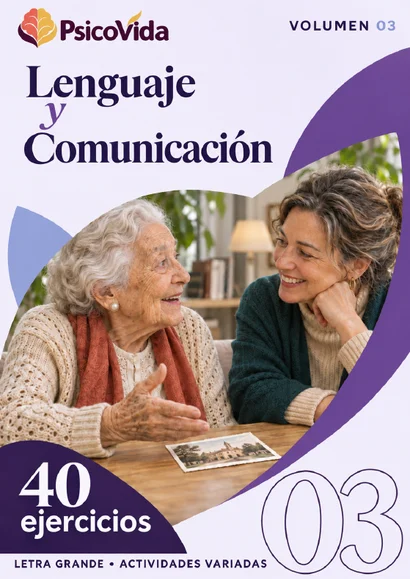 PsicoVida
VOLUMEN 03
Lenguaje
y
Comunicación
40
ejercicios
03
LETRA GRANDE • ACTIVIDADES VARIADAS